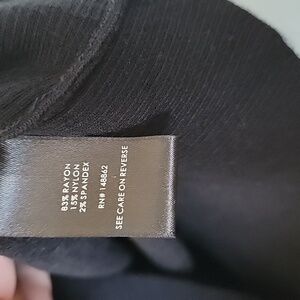 83% RAYON
15% NYLON
2% SPANDEX
RN# 148862
SEE CARE ON REVERSE